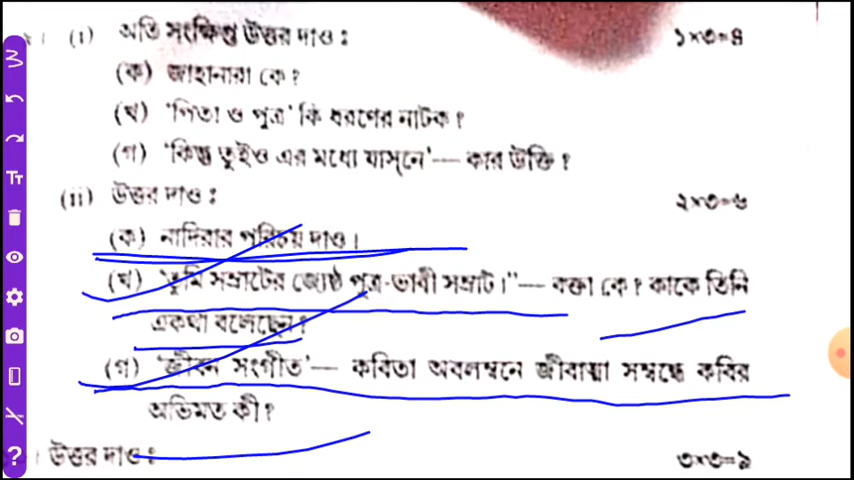 (i) অতি সংক্ষিপ্ত উত্তর দাও : ১×৩=৪
(ক) জাহানারা কে?
(খ) 'পিতা ও পুত্র' কি ধরণের নাটক?
(গ) 'কিন্তু তুইও এর মধ্যে যাস্‌নে'— কার উক্তি?
(ii) উত্তর দাও : ২×৩=৬
(ক) নাদিরার পরিচয় দাও।
(খ) 'তুমি সম্রাটের জ্যেষ্ঠ পুত্র-ভাবী সম্রাট।"— বক্তা কে? কাকে তিনি
একথা বলেছেন?
(গ) 'জীবন সংগীত'— কবিতা অবলম্বনে জীবাত্মা সম্বন্ধে কবির
অভিমত কী?
উত্তর দাও : ৩×৩=৯